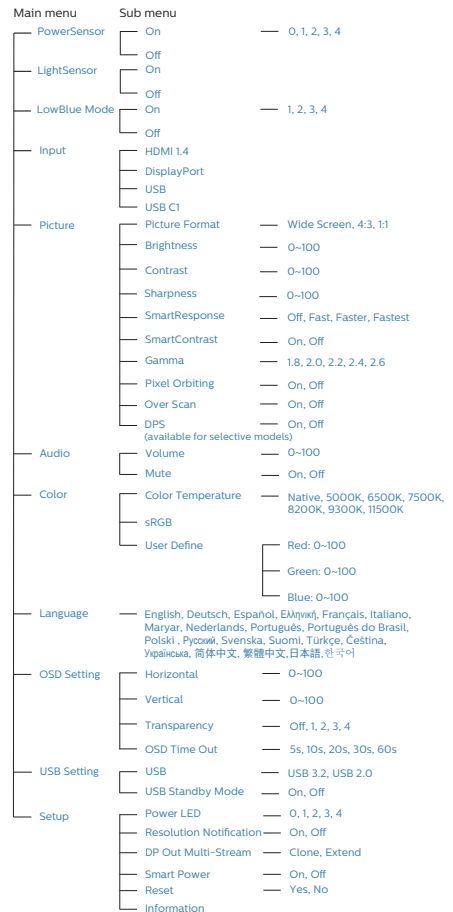 Main menu Sub menu
PowerSensor On 0, 1, 2, 3, 4
Off
LightSensor On
Off
LowBlue Mode On 1, 2, 3, 4
Off
Input HDMI 1.4
DisplayPort
USB
USB C1
Picture Picture Format Wide Screen, 4:3, 1:1
Brightness 0~100
Contrast 0~100
Sharpness 0~100
SmartResponse Off, Fast, Faster, Fastest
SmartContrast On, Off
Gamma 1.8, 2.0, 2.2, 2.4, 2.6
Pixel Orbiting On, Off
Over Scan On, Off
DPS On, Off
(available for selective models)
Audio Volume 0~100
Mute On, Off
Color Color Temperature Native, 5000K, 6500K, 7500K,
8200K, 9300K, 11500K
sRGB
User Define Red: 0~100
Green: 0~100
Blue: 0~100
Language English, Deutsch, Español, Ελληνική, Français, Italiano,
Maryar, Nederlands, Português, Português do Brasil,
Polski , Русский, Svenska, Suomi, Türkçe, Čeština,
Українська, 简体中文, 繁體中文,日本語,한국어
OSD Setting Horizontal 0~100
Vertical 0~100
Transparency Off, 1, 2, 3, 4
OSD Time Out 5s, 10s, 20s, 30s, 60s
USB Setting USB USB 3.2, USB 2.0
USB Standby Mode On, Off
Setup Power LED 0, 1, 2, 3, 4
Resolution Notification On, Off
DP Out Multi-Stream Clone, Extend
Smart Power On, Off
Reset Yes, No
Information